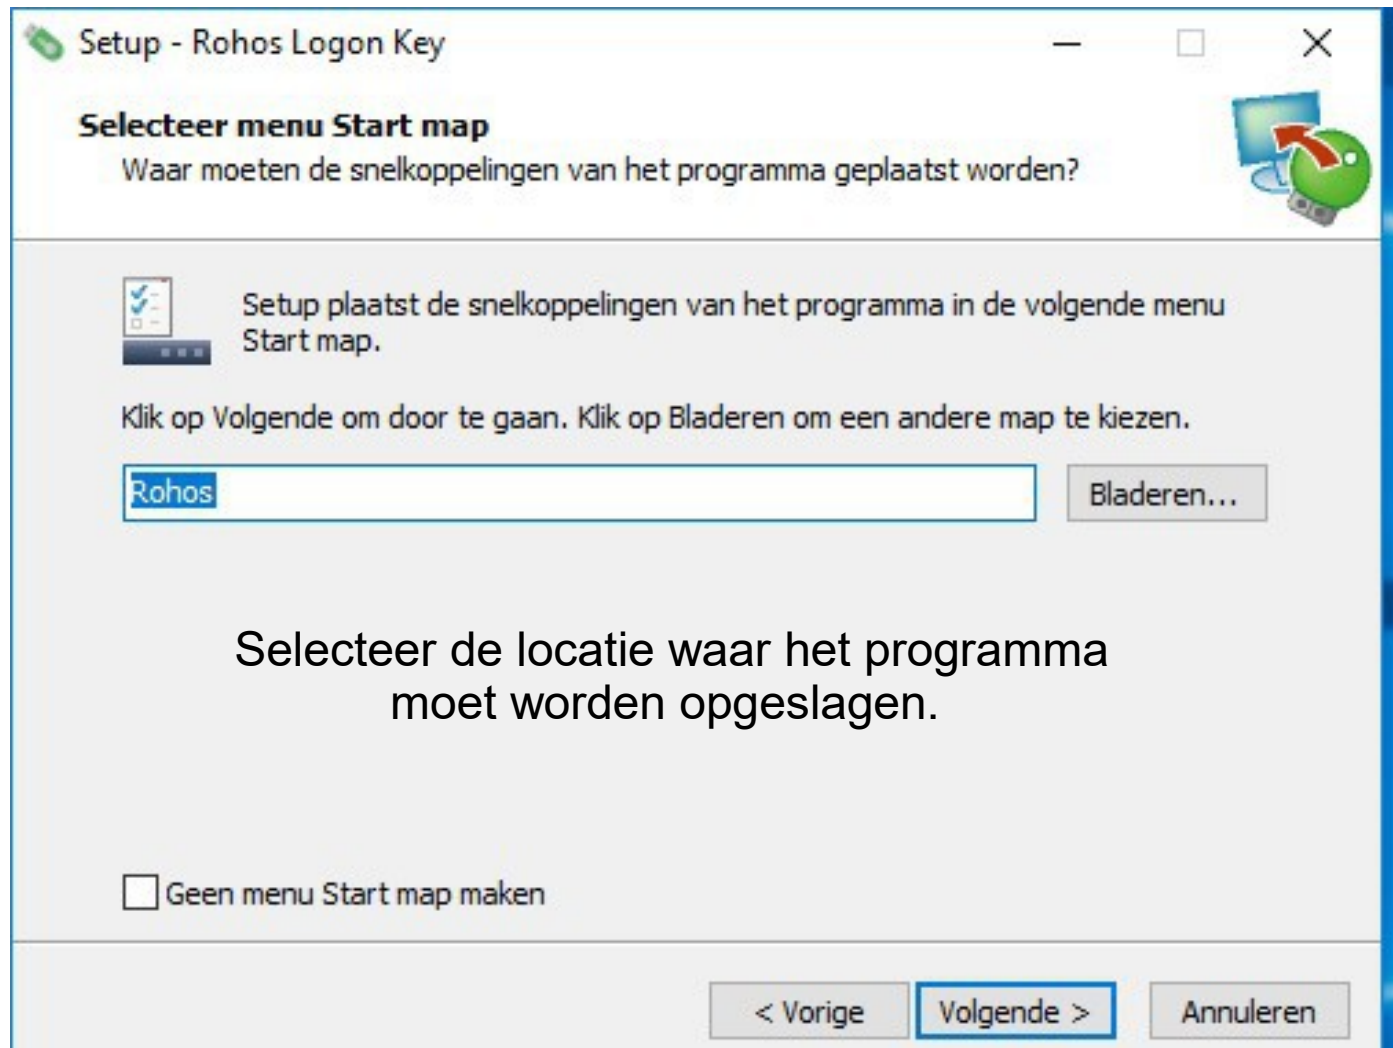 Setup - Rohos Logon Key
Selecteer menu Start map
Waar moeten de snelkoppelingen van het programma geplaatst worden?
Setup plaatst de snelkoppelingen van het programma in de volgende menu
Start map.
Klik op Volgende om door te gaan. Klik op Bladeren om een andere map te kiezen.
Rohos
Bladeren...
Selecteer de locatie waar het programma
moet worden opgeslagen.
Geen menu Start map maken
< Vorige
Volgende >
Annuleren